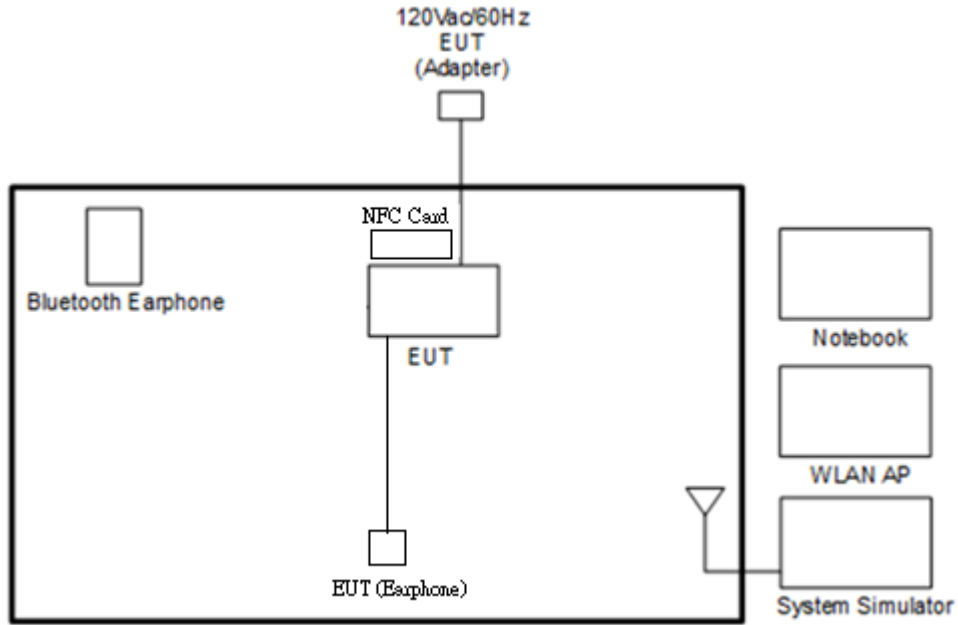 120Vac/60Hz
EUT
(Adapter)
NFC Card
Bluetooth Earphone
EUT
Notebook
WLAN AP
EUT (Earphone)
System Simulator